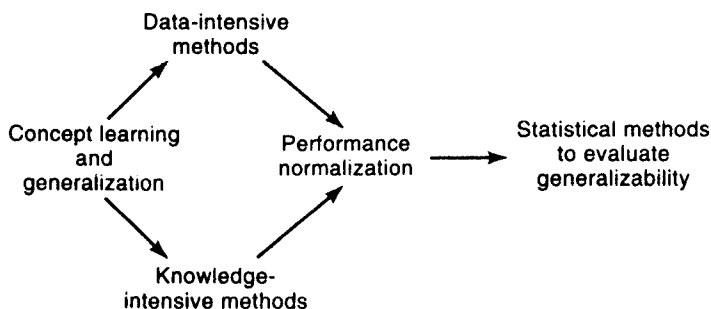 Data-intensive
methods
Concept learning
and
generalization
Performance
normalization
Statistical methods
to evaluate
generalizability
Knowledge-
intensive methods